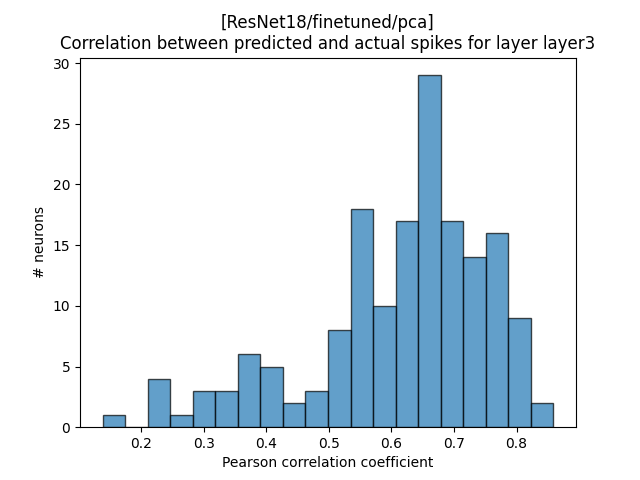 [ResNet18/finetuned/pca]
Correlation between predicted and actual spikes for layer layer3
30
25
20
15
10
5
0
# neurons
0.2 0.3 0.4 0.5 0.6 0.7 0.8
Pearson correlation coefficient